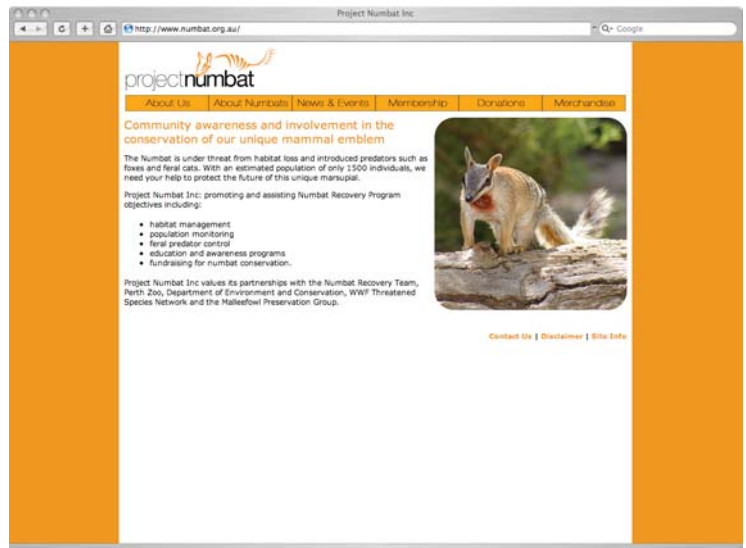 Project Numbat Inc
http://www.numbat.org.au/
Google
projectnumbat
About Us
About Numbats
News & Events
Membership
Donations
Merchandise
Community awareness and involvement in the
conservation of our unique mammal emblem
The Numbat is under threat from habitat loss and introduced predators such as
foxes and feral cats. With an estimated population of only 1500 individuals, we
need your help to protect the future of this unique marsupial.
Project Numbat Inc: promoting and assisting Numbat Recovery Program
objectives including:
• habitat management
• population monitoring
• feral predator control
• education and awareness programs
• fundraising for numbat conservation.
Project Numbat Inc values its partnerships with the Numbat Recovery Team,
Perth Zoo, Department of Environment and Conservation, WWF Threatened
Species Network and the Malleefowl Preservation Group.
Contact Us | Disclaimer | Site Info